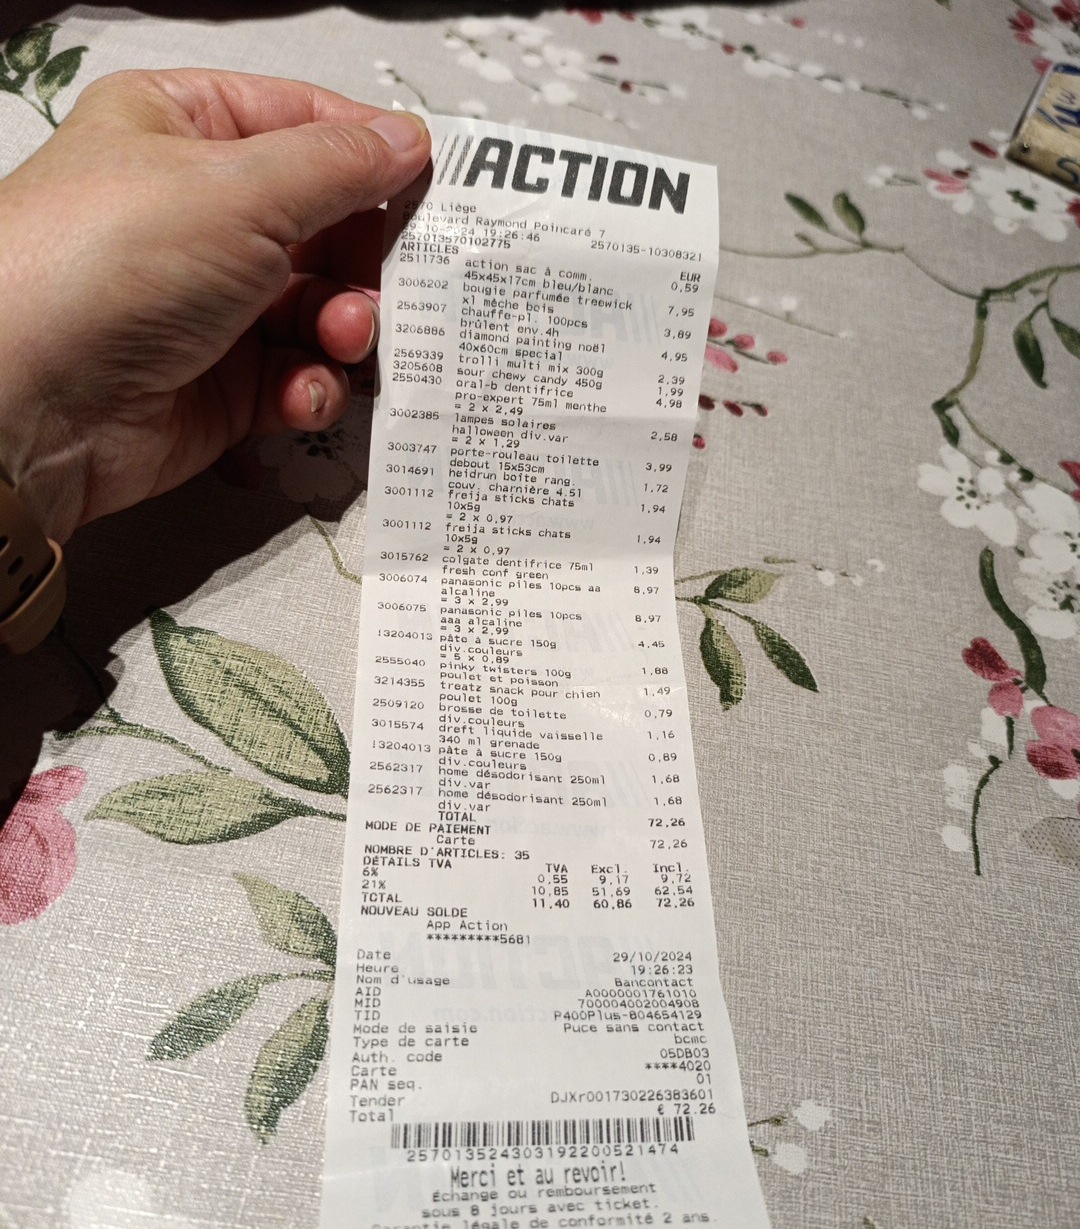 ACTION
2570 Liège
Boulevard Raymond Poincaré 7
29-10-2024 19:26:46 2570135-10308321
257013570102775
ARTICLES EUR
2511736 action sac à comm. 0,59
45x45x17cm bleu/blanc
3006202 bougie parfumée treewick 7,95
xl mèche bois
2563907 chauffe-pl. 100pcs 3,89
brûlent env.4h
3206886 diamond painting noël 4,95
40x60cm special
2569339 trolli multi mix 300g 2,39
3205608 sour chewy candy 450g 1,99
2550430 oral-b dentifrice 4,98
pro-expert 75ml menthe
= 2 x 2,49
3002385 lampes solaires 2,58
halloween div.var
= 2 x 1,29
3003747 porte-rouleau toilette 3,99
debout 15x53cm
3014691 heidrun boîte rang. 1,72
couv. charnière 4.51
3001112 freija sticks chats 1,94
10x5g
= 2 x 0,97
3001112 freija sticks chats 1,94
10x5g
= 2 x 0,97
3015762 colgate dentifrice 75ml 1,39
fresh conf green
3006074 panasonic piles 10pcs aa 8,97
alcaline
= 3 x 2,99
3006075 panasonic piles 10pcs 8,97
aaa alcaline
= 3 x 2,99
!3204013 pâte à sucre 150g 4,45
div.couleurs
= 5 x 0,89
2555040 pinky twisters 100g 1,88
poulet et poisson
3214355 treatz snack pour chien 1,49
poulet 100g
2509120 brosse de toilette 0,79
div.couleurs
3015574 dreft liquide vaisselle 1,16
340 ml grenade
!3204013 pâte à sucre 150g 0,89
div.couleurs
2562317 home désodorisant 250ml 1,68
div.var
2562317 home désodorisant 250ml 1,68
div.var
TOTAL 72,26
MODE DE PAIEMENT
Carte 72,26
NOMBRE D'ARTICLES: 35
DÉTAILS TVA TVA Excl. Incl.
6% 0,55 9,17 9,72
21% 10,85 51,69 62,54
TOTAL 11,40 60,86 72,26
NOUVEAU SOLDE
App Action
*********5681
Date 29/10/2024
Heure 19:26:23
Nom d'usage Bancontact
AID A0000001761010
MID 700004002004908
TID P400Plus-804654129
Mode de saisie Puce sans contact
Type de carte bcmc
Auth. code 05DB03
Carte ****4020
PAN seq. 01
Tender DJXr001730226383601
Total € 72.26
2570135243031922005214​74
Merci et au revoir!
Échange ou remboursement
sous 8 jours avec ticket.
Garantie légale de conformité 2 ans.